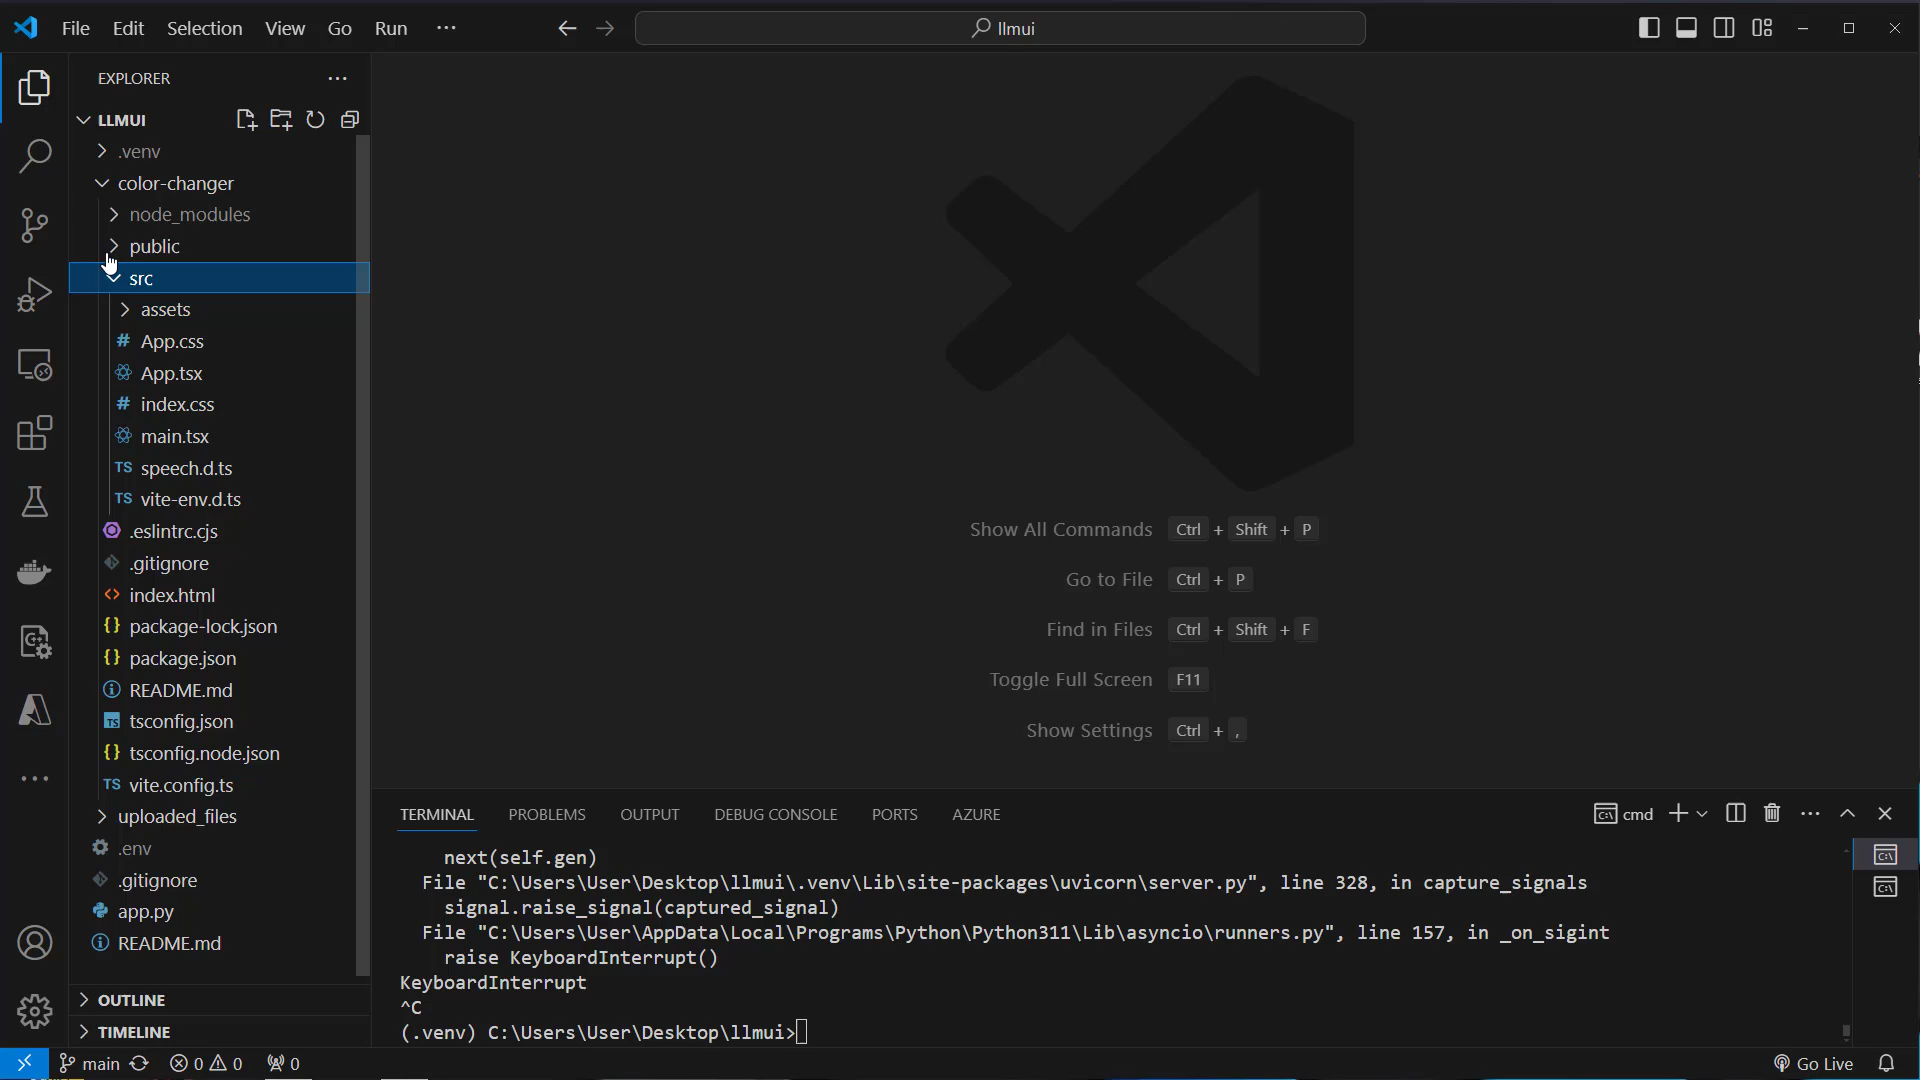 File Edit Selection View Go Run ···
llmui
EXPLORER
LLMUI
.venv
color-changer
node_modules
public
src
assets
# App.css
App.tsx
# index.css
main.tsx
TS speech.d.ts
TS vite-env.d.ts
.eslintrc.cjs
.gitignore
<> index.html
{} package-lock.json
{} package.json
README.md
TS tsconfig.json
{} tsconfig.node.json
TS vite.config.ts
uploaded_files
.env
.gitignore
app.py
README.md
OUTLINE
TIMELINE
Show All Commands Ctrl + Shift + P
Go to File Ctrl + P
Find in Files Ctrl + Shift + F
Toggle Full Screen F11
Show Settings Ctrl + ,
TERMINAL PROBLEMS OUTPUT DEBUG CONSOLE PORTS AZURE cmd
next(self.gen)
File "C:\Users\User\Desktop\llmui\.venv\Lib\site-packages\uvicorn\server.py", line 328, in capture_signals
signal.raise_signal(captured_signal)
File "C:\Users\User\AppData\Local\Programs\Python\Python311\Lib\asyncio\runners.py", line 157, in _on_sigint
raise KeyboardInterrupt()
KeyboardInterrupt
^C
(.venv) C:\Users\User\Desktop\llmui>
main 0 0 0 Go Live